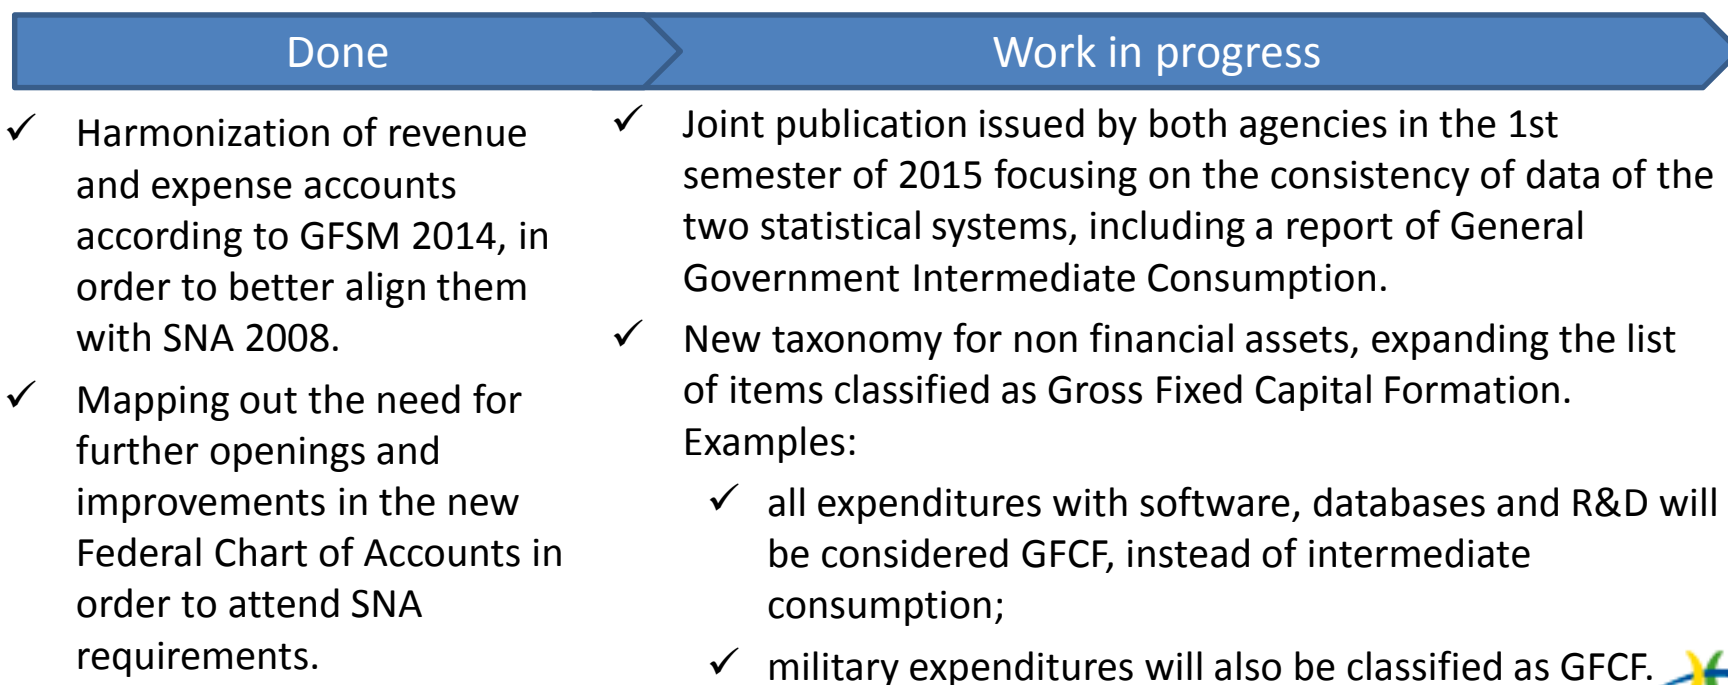 Done
Work in progress
✓ Harmonization of revenue
and expense accounts
according to GFSM 2014, in
order to better align them
with SNA 2008.
✓ Mapping out the need for
further openings and
improvements in the new
Federal Chart of Accounts in
order to attend SNA
requirements.
✓ Joint publication issued by both agencies in the 1st
semester of 2015 focusing on the consistency of data of the
two statistical systems, including a report of General
Government Intermediate Consumption.
✓ New taxonomy for non financial assets, expanding the list
of items classified as Gross Fixed Capital Formation.
Examples:
✓ all expenditures with software, databases and R&D will
be considered GFCF, instead of intermediate
consumption;
✓ military expenditures will also be classified as GFCF.